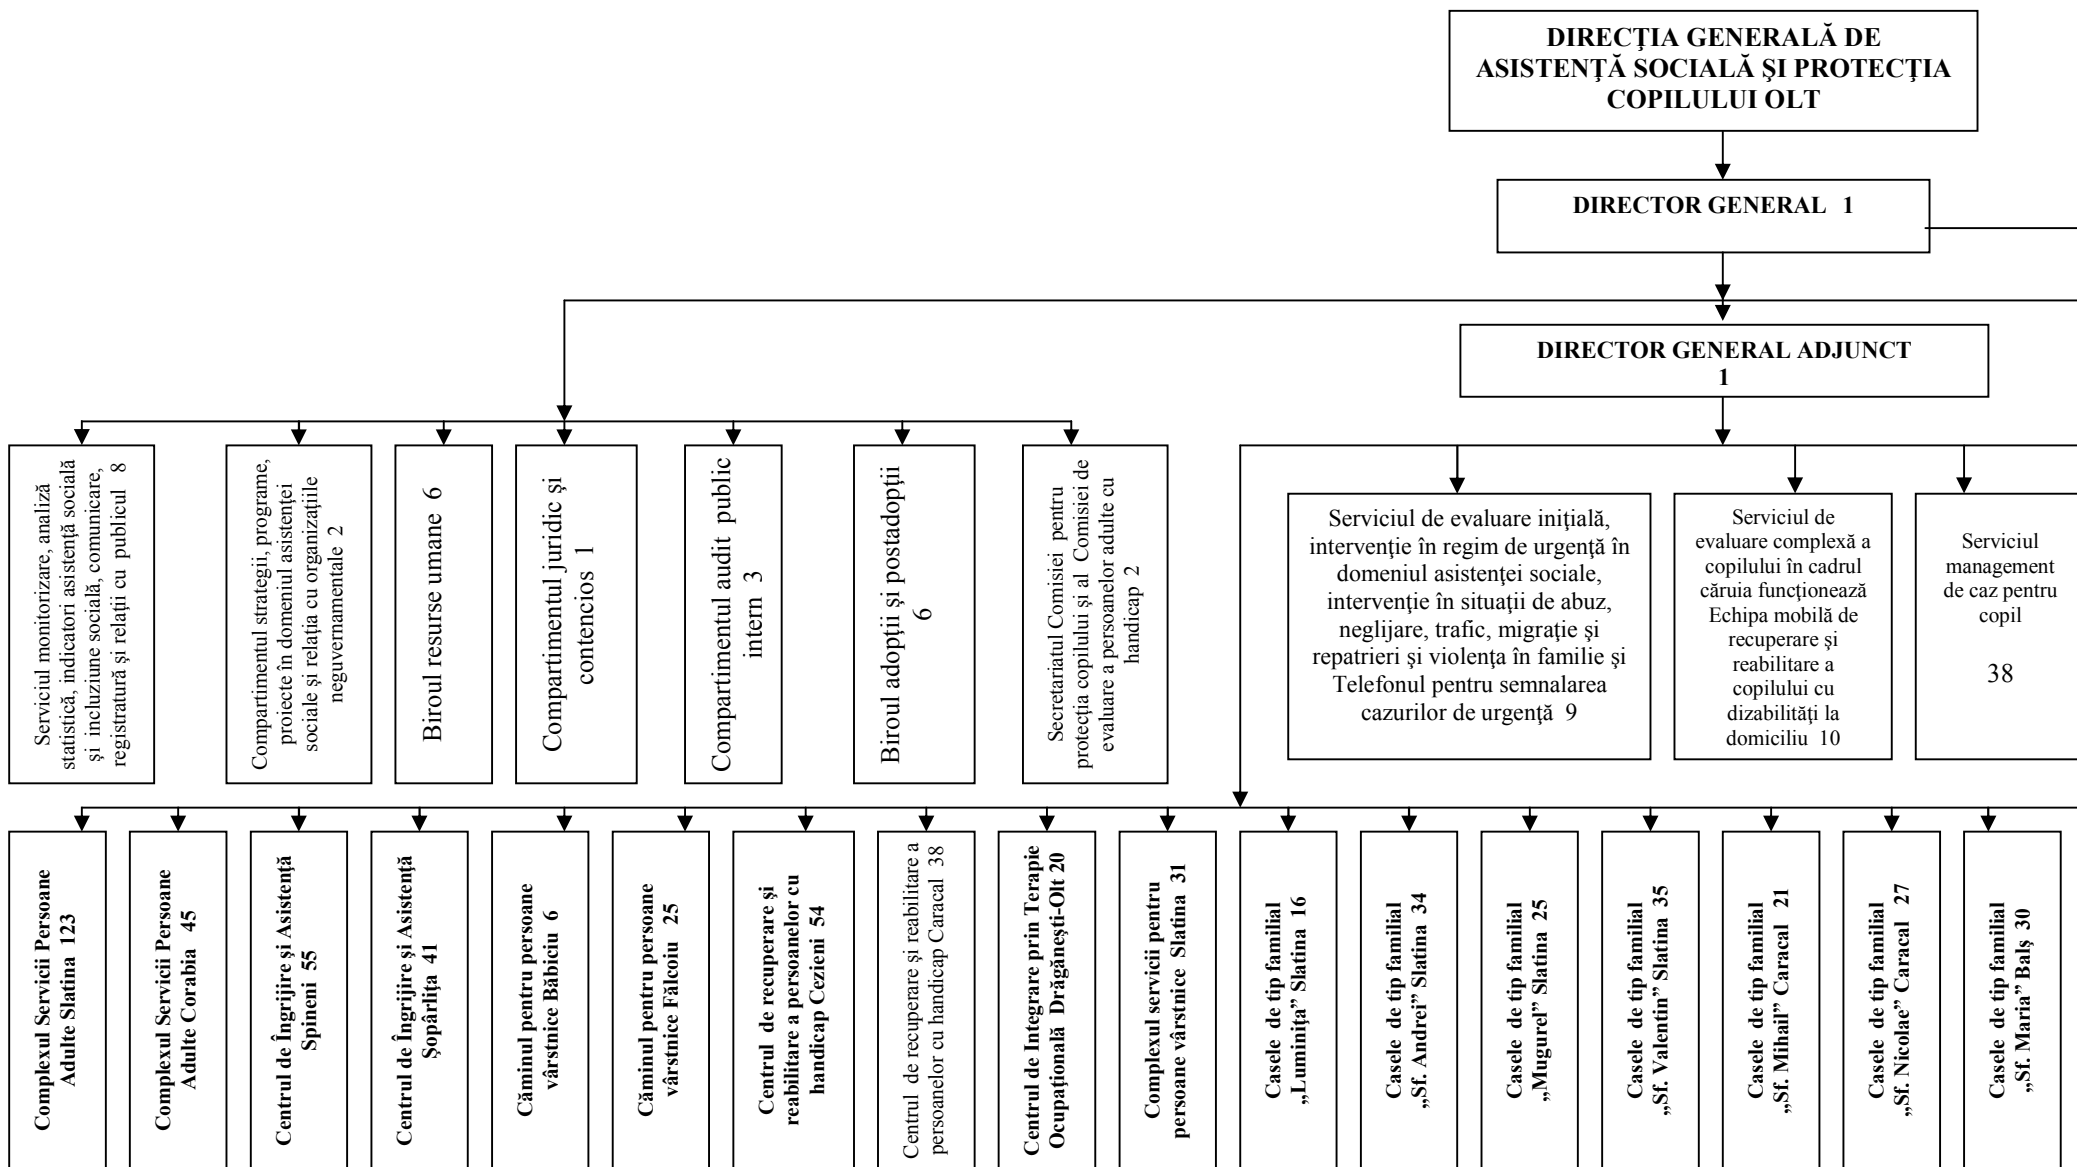 DIRECŢIA GENERALĂ DE
ASISTENŢĂ SOCIALĂ ŞI PROTECŢIA
COPILULUI OLT
DIRECTOR GENERAL 1
DIRECTOR GENERAL ADJUNCT
1
Serviciul monitorizare, analiză
statistică, indicatori asistenţă socială
şi incluziune socială, comunicare,
registratură şi relaţii cu publicul 8
Compartimentul strategii, programe,
proiecte în domeniul asistenţei
sociale şi relaţia cu organizaţiile
neguvernamentale 2
Biroul resurse umane 6
Compartimentul juridic şi
contencios 1
Compartimentul audit public
intern 3
Biroul adopţii şi postadopţii
6
Secretariatul Comisiei pentru
protecţia copilului şi al Comisiei de
evaluare a persoanelor adulte cu
handicap 2
Serviciul de evaluare iniţială,
intervenţie în regim de urgenţă în
domeniul asistenţei sociale,
intervenţie în situaţii de abuz,
neglijare, trafic, migraţie şi
repatrieri şi violenţa în familie şi
Telefonul pentru semnalarea
cazurilor de urgenţă 9
Serviciul de
evaluare complexă a
copilului în cadrul
căruia funcţionează
Echipa mobilă de
recuperare şi
reabilitare a
copilului cu
dizabilităţi la
domiciliu 10
Serviciul
management
de caz pentru
copil
38
Complexul Servicii Persoane
Adulte Slatina 123
Complexul Servicii Persoane
Adulte Corabia 45
Centrul de Îngrijire şi Asistenţă
Spineni 55
Centrul de Îngrijire şi Asistenţă
Şopârliţa 41
Căminul pentru persoane
vârstnice Băbiciu 6
Căminul pentru persoane
vârstnice Fălcoiu 25
Centrul de recuperare şi
reabilitare a persoanelor cu
handicap Cezieni 54
Centrul de recuperare şi reabilitare a
persoanelor cu handicap Caracal 38
Centrul de Integrare prin Terapie
Ocupaţională Drăgăneşti-Olt 20
Complexul servicii pentru
persoane vârstnice Slatina 31
Casele de tip familial
„Luminiţa” Slatina 16
Casele de tip familial
„Sf. Andrei” Slatina 34
Casele de tip familial
„Mugurel” Slatina 25
Casele de tip familial
„Sf. Valentin” Slatina 35
Casele de tip familial
„Sf. Mihail” Caracal 21
Casele de tip familial
„Sf. Nicolae” Caracal 27
Casele de tip familial
„Sf. Maria” Balş 30